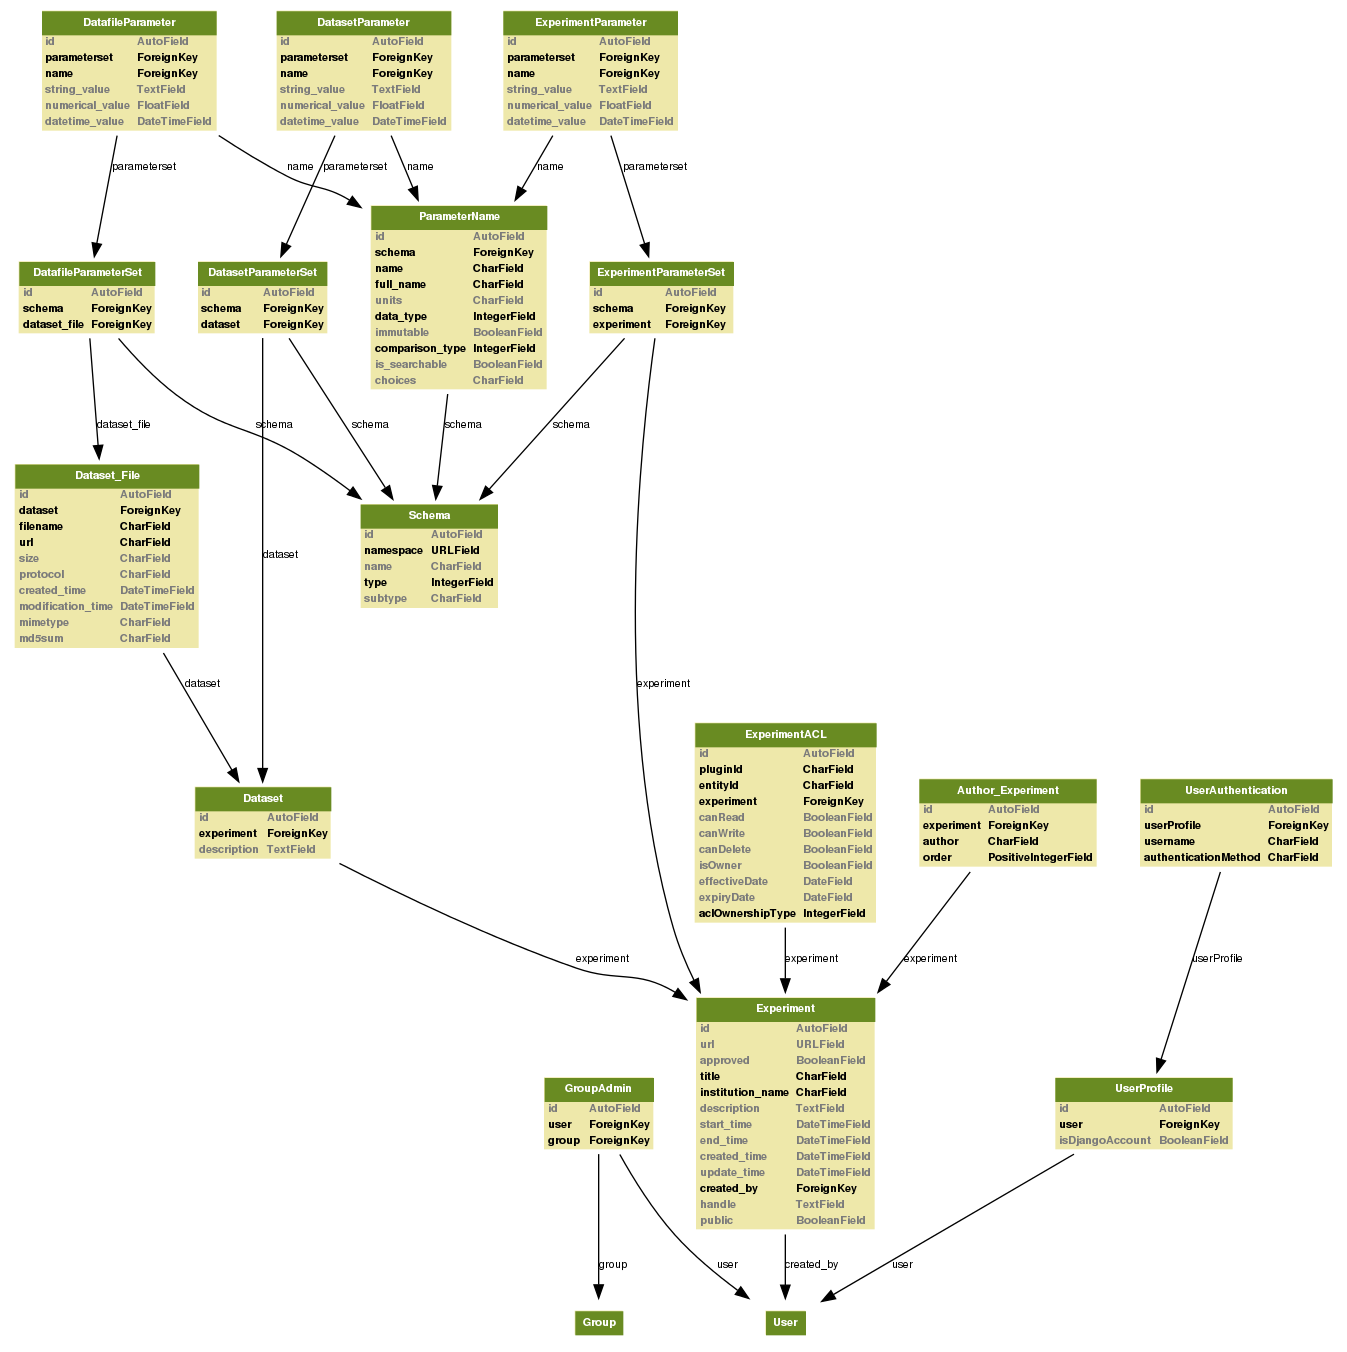 DatafileParameter
id AutoField
parameterset ForeignKey
name ForeignKey
string_value TextField
numerical_value FloatField
datetime_value DateTimeField
DatasetParameter
id AutoField
parameterset ForeignKey
name ForeignKey
string_value TextField
numerical_value FloatField
datetime_value DateTimeField
ExperimentParameter
id AutoField
parameterset ForeignKey
name ForeignKey
string_value TextField
numerical_value FloatField
datetime_value DateTimeField
parameterset
name
parameterset
name
name
parameterset
ParameterName
id AutoField
schema ForeignKey
name CharField
full_name CharField
units CharField
data_type IntegerField
immutable BooleanField
comparison_type IntegerField
is_searchable BooleanField
choices CharField
DatafileParameterSet
id AutoField
schema ForeignKey
dataset_file ForeignKey
DatasetParameterSet
id AutoField
schema ForeignKey
dataset ForeignKey
ExperimentParameterSet
id AutoField
schema ForeignKey
experiment ForeignKey
dataset_file
schema
schema
schema
schema
Dataset_File
id AutoField
dataset ForeignKey
filename CharField
url CharField
size CharField
protocol CharField
created_time DateTimeField
modification_time DateTimeField
mimetype CharField
md5sum CharField
Schema
id AutoField
namespace URLField
name CharField
type IntegerField
subtype CharField
dataset
dataset
experiment
ExperimentACL
id AutoField
pluginId CharField
entityId CharField
experiment ForeignKey
canRead BooleanField
canWrite BooleanField
canDelete BooleanField
isOwner BooleanField
effectiveDate DateField
expiryDate DateField
aclOwnershipType IntegerField
Author_Experiment
id AutoField
experiment ForeignKey
author CharField
order PositiveIntegerField
UserAuthentication
id AutoField
userProfile ForeignKey
username CharField
authenticationMethod CharField
Dataset
id AutoField
experiment ForeignKey
description TextField
experiment
experiment
experiment
userProfile
Experiment
id AutoField
url URLField
approved BooleanField
title CharField
institution_name CharField
description TextField
start_time DateTimeField
end_time DateTimeField
created_time DateTimeField
update_time DateTimeField
created_by ForeignKey
handle TextField
public BooleanField
GroupAdmin
id AutoField
user ForeignKey
group ForeignKey
UserProfile
id AutoField
user ForeignKey
isDjangoAccount BooleanField
group
user
created_by
user
Group
User